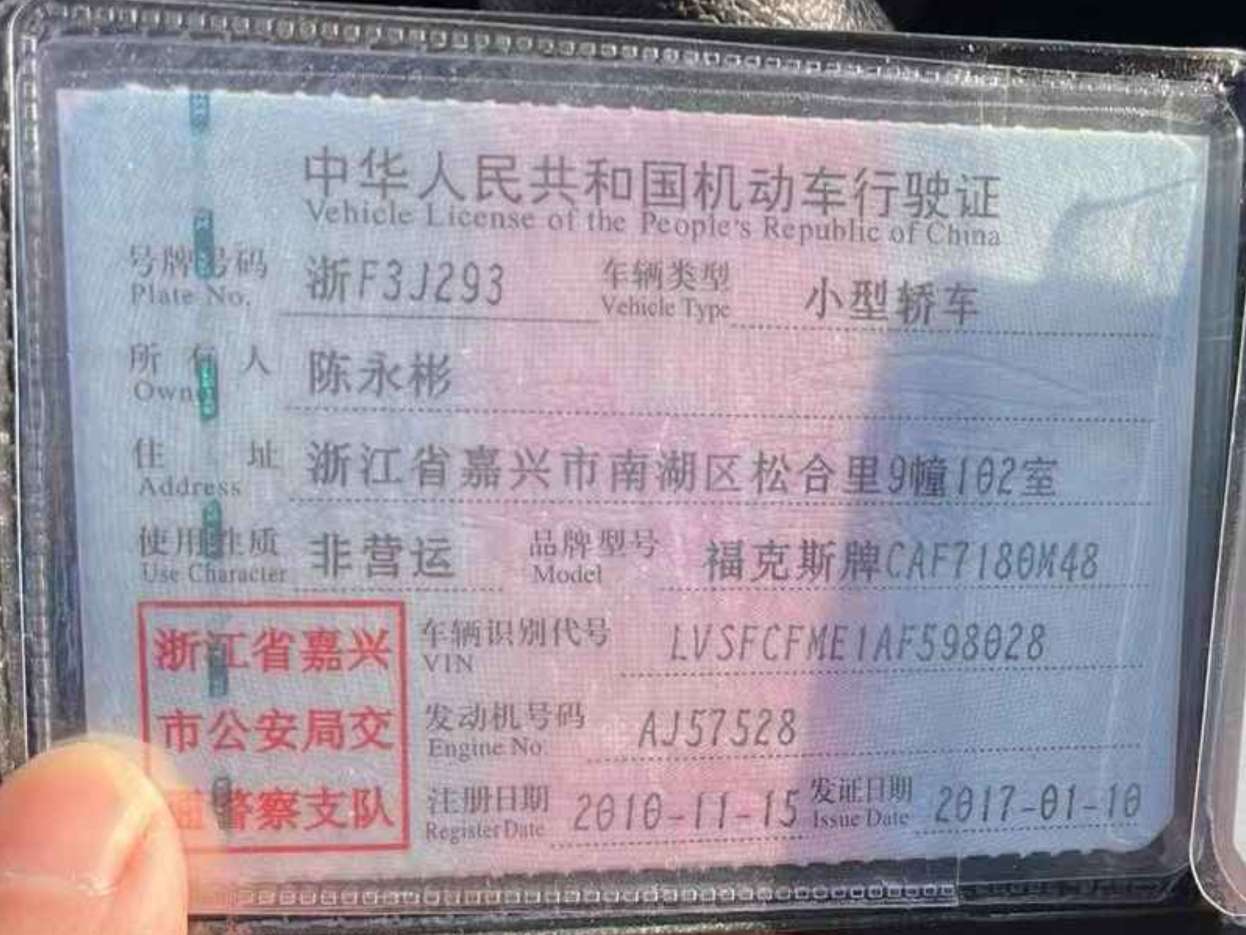 中华人民共和国机动车行驶证
Vehicle License of the People's Republic of China
号牌号码 浙F3J293 车辆类型 小型轿车
Plate No. Vehicle Type
所有人 陈永彬
Owner
住址 浙江省嘉兴市南湖区松合里9幢102室
Address
使用性质 非营运 品牌型号 福克斯牌CAF7180M48
Use Character Model
浙江省嘉兴
市公安局交
通警察支队
车辆识别代号 LVSFCFME1AF598028
VIN
发动机号码 AJ57528
Engine No.
注册日期 2010-11-15 发证日期 2017-01-10
Register Date Issue Date